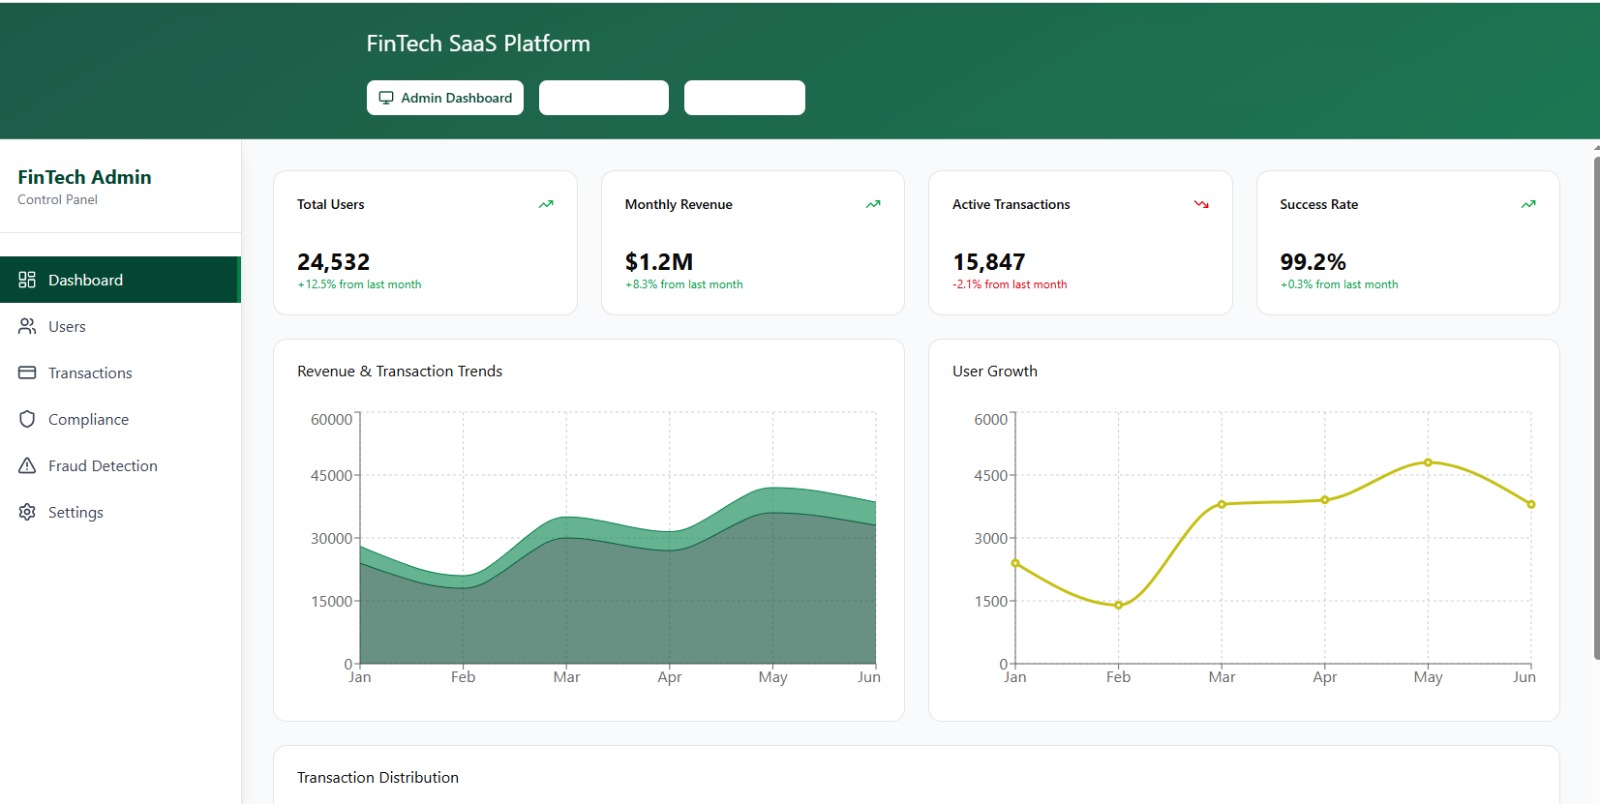 FinTech SaaS Platform
Admin Dashboard
FinTech Admin
Control Panel
Dashboard
Users
Transactions
Compliance
Fraud Detection
Settings
Total Users
24,532
+12.5% from last month
Monthly Revenue
$1.2M
+8.3% from last month
Active Transactions
15,847
-2.1% from last month
Success Rate
99.2%
+0.3% from last month
Revenue & Transaction Trends
60000
45000
30000
15000
0
Jan Feb Mar Apr May Jun
User Growth
6000
4500
3000
1500
0
Jan Feb Mar Apr May Jun
Transaction Distribution